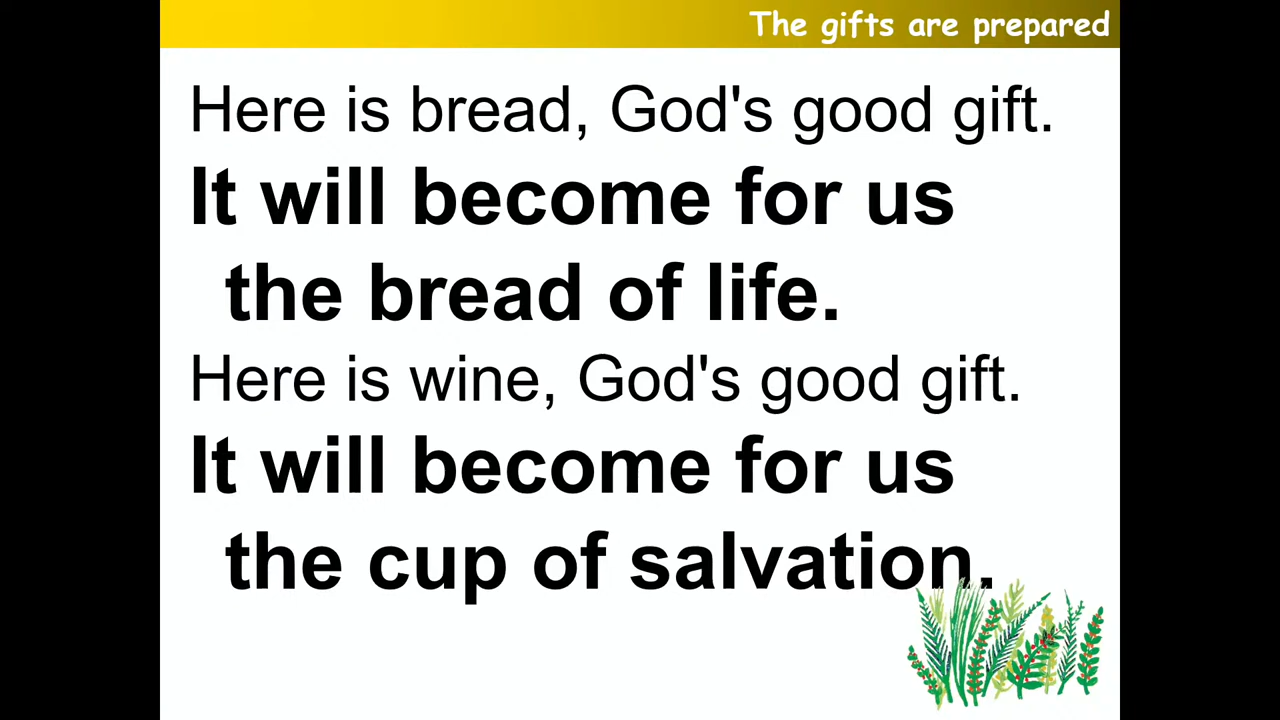 The gifts are prepared
Here is bread, God's good gift.
It will become for us
the bread of life.
Here is wine, God's good gift.
It will become for us
the cup of salvation.